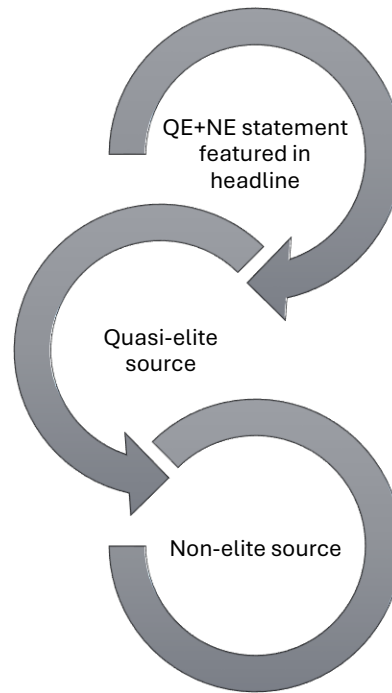 QE+NE statement
featured in
headline
Quasi-elite
source
Non-elite source